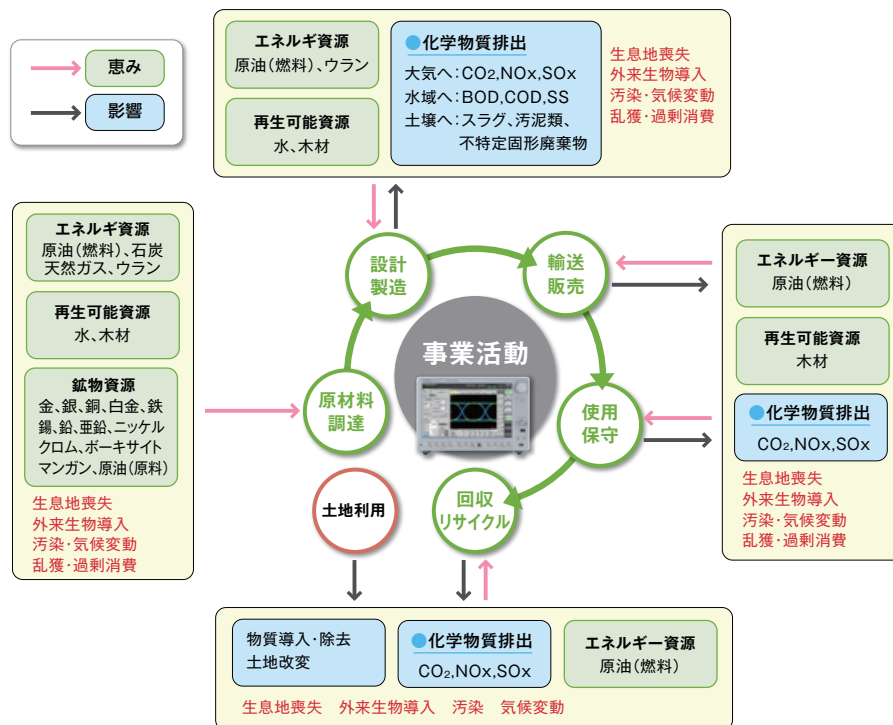 恵み
影響
エネルギ資源
原油(燃料)、ウラン
再生可能資源
水、木材
●化学物質排出
大気へ:CO₂,NOx,SOx
水域へ:BOD,COD,SS
土壌へ:スラグ、汚泥類、
不特定固形廃棄物
生息地喪失
外来生物導入
汚染・気候変動
乱獲・過剰消費
エネルギ資源
原油(燃料)、石炭
天然ガス、ウラン
再生可能資源
水、木材
鉱物資源
金、銀、銅、白金、鉄
錫、鉛、亜鉛、ニッケル
クロム、ボーキサイト
マンガン、原油(原料)
生息地喪失
外来生物導入
汚染・気候変動
乱獲・過剰消費
設計
製造
輸送
販売
事業活動
原材料
調達
使用
保守
土地利用
回収
リサイクル
エネルギー資源
原油(燃料)
再生可能資源
木材
●化学物質排出
CO₂,NOx,SOx
生息地喪失
外来生物導入
汚染・気候変動
乱獲・過剰消費
物質導入・除去
土地改変
●化学物質排出
CO₂,NOx,SOx
エネルギー資源
原油(燃料)
生息地喪失 外来生物導入 汚染 気候変動